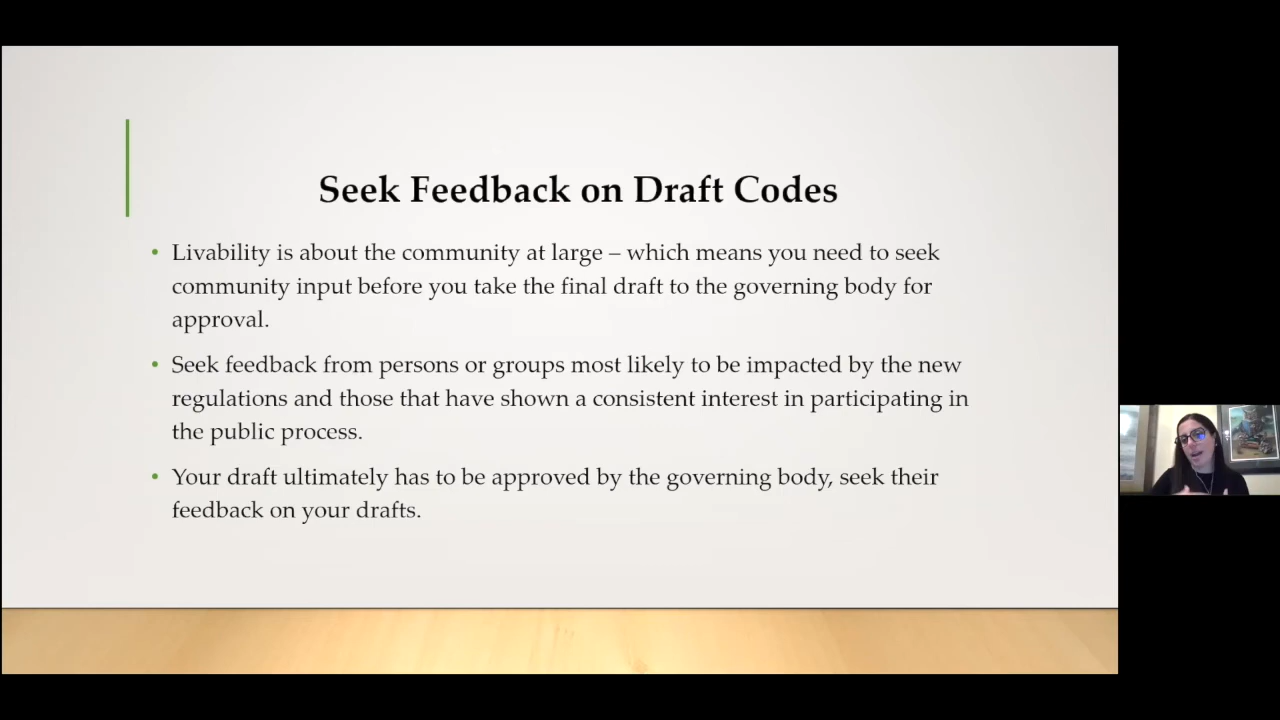 Seek Feedback on Draft Codes
• Livability is about the community at large – which means you need to seek
community input before you take the final draft to the governing body for
approval.
• Seek feedback from persons or groups most likely to be impacted by the new
regulations and those that have shown a consistent interest in participating in
the public process.
• Your draft ultimately has to be approved by the governing body, seek their
feedback on your drafts.